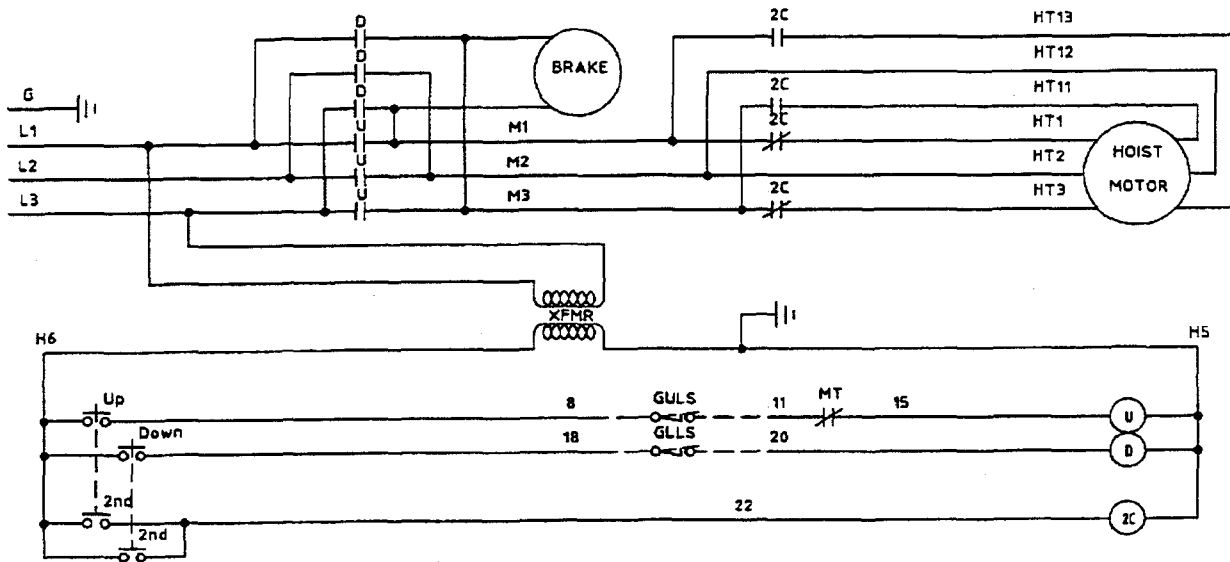 D
2C
HT13
BRAKE
D
HT12
D
2C
HT11
G
L1
U
M1
2C
HT1
HOIST
MOTOR
L2
U
M2
HT2
L3
U
M3
2C
HT3
XFMR
H6
H5
Up
8
GULS
11
MT
15
U
Down
18
GLLS
20
D
2nd
22
2C
2nd